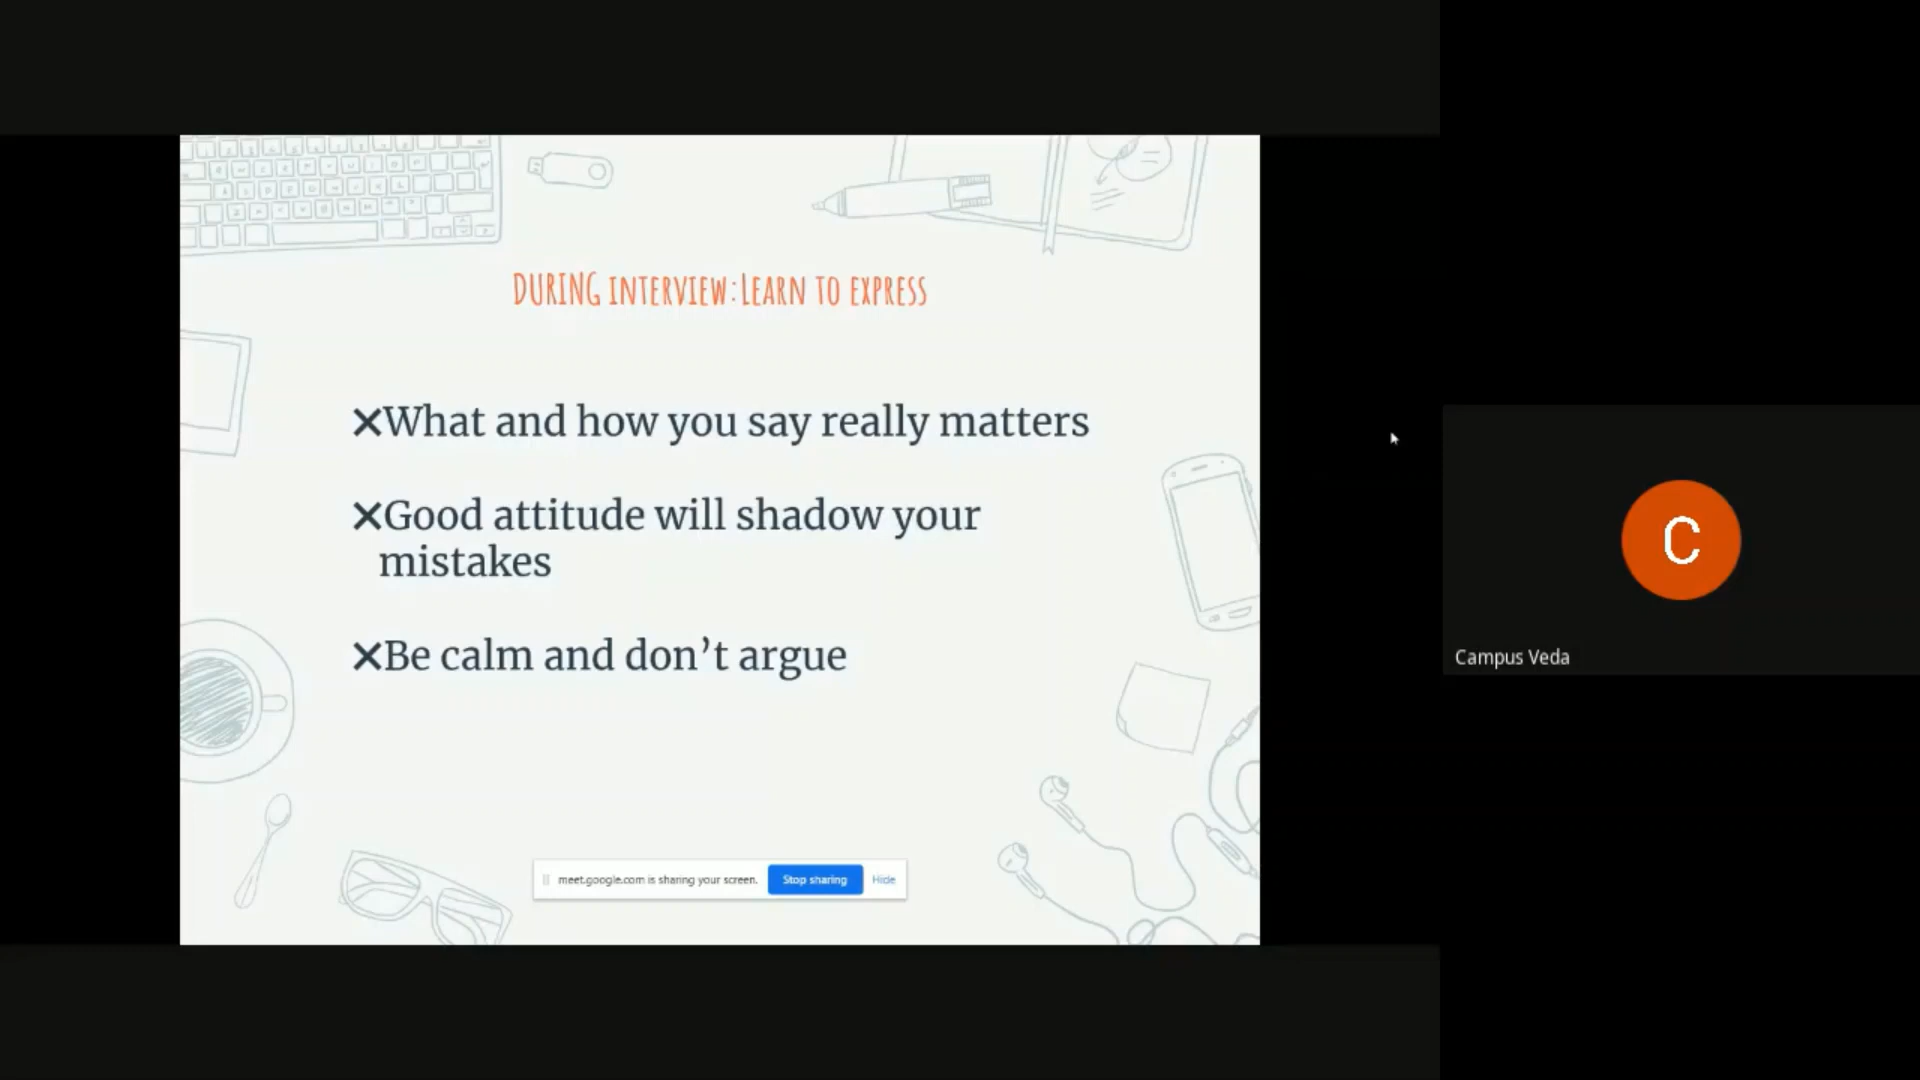 DURING INTERVIEW:LEARN TO EXPRESS
❌What and how you say really matters
❌Good attitude will shadow your
mistakes
❌Be calm and don’t argue
meet.google.com is sharing your screen. Stop sharing Hide
C
Campus Veda